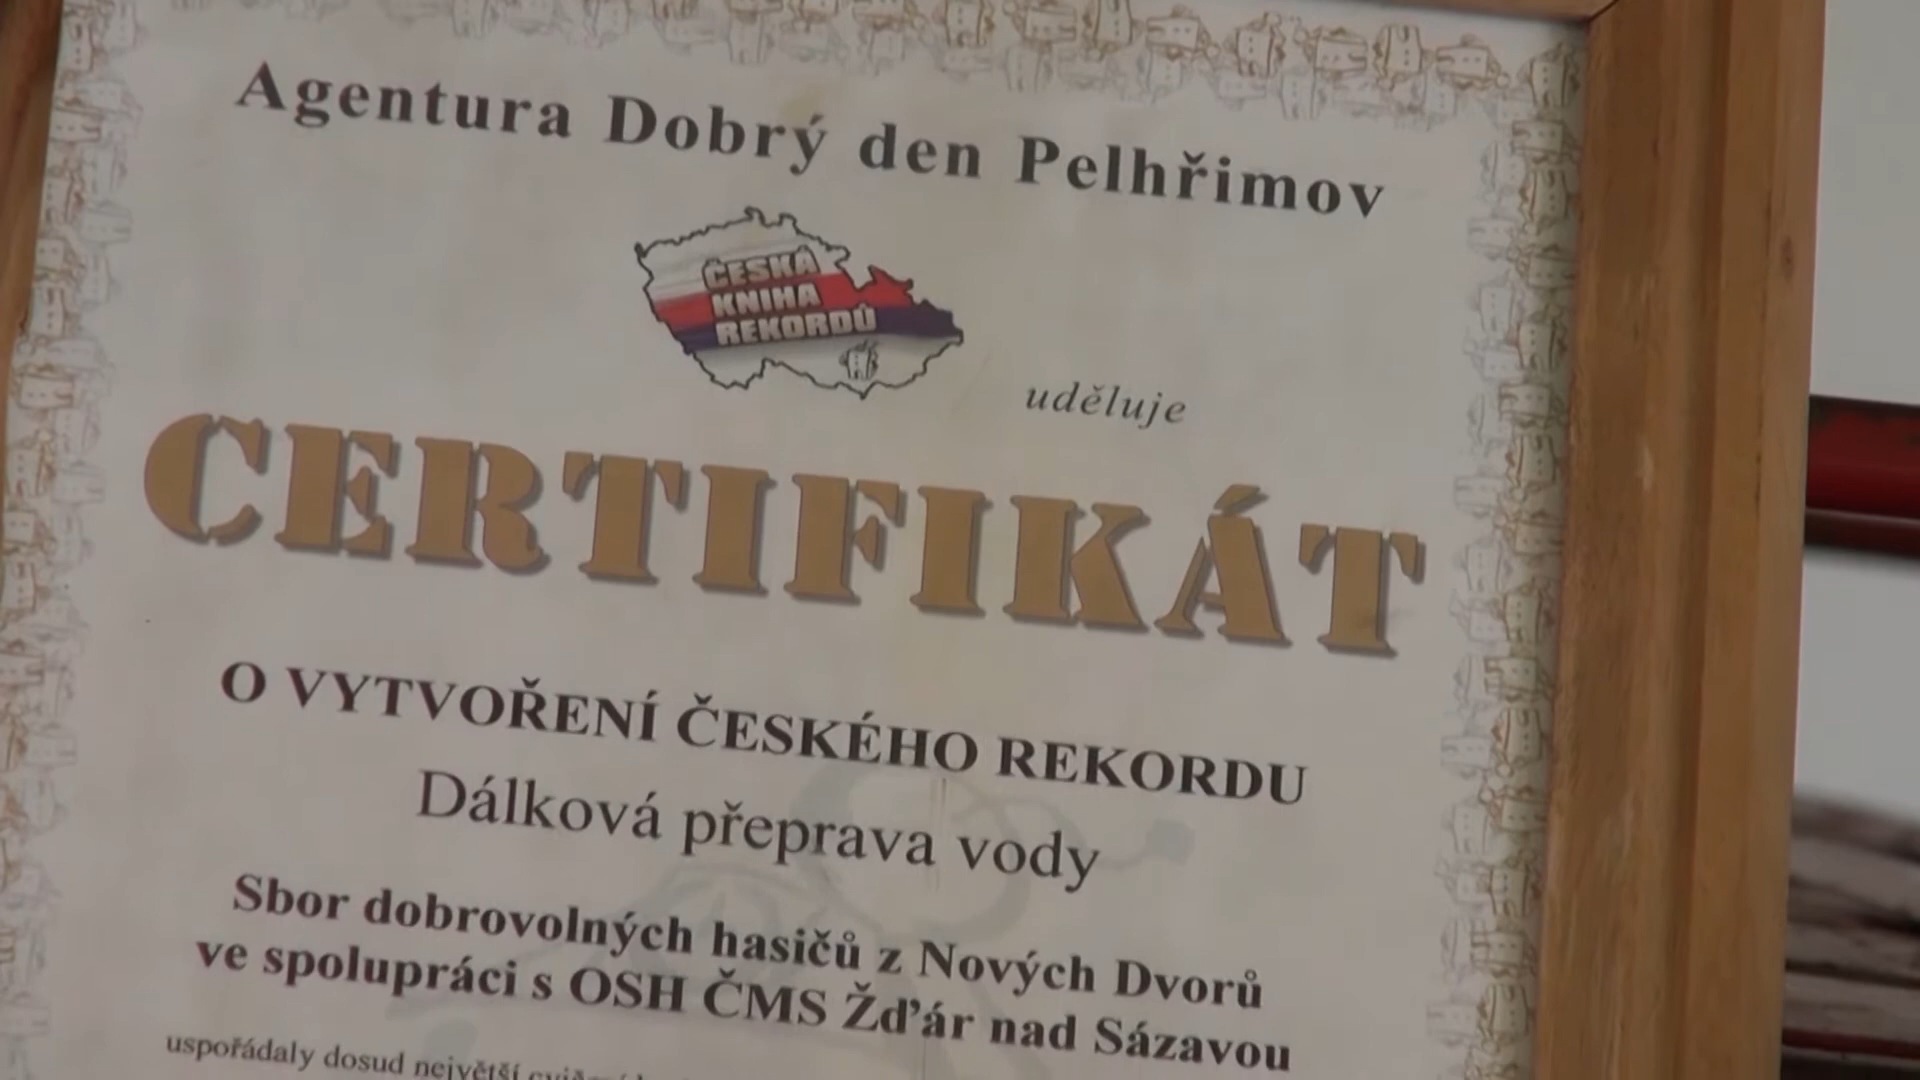 Agentura Dobrý den Pelhřimov
ČESKÁ
KNIHA
REKORDŮ
uděluje
CERTIFIKÁT
O VYTVOŘENÍ ČESKÉHO REKORDU
Dálková přeprava vody
Sbor dobrovolných hasičů z Nových Dvorů
ve spolupráci s OSH ČMS Žďár nad Sázavou
uspořádaly dosud největší